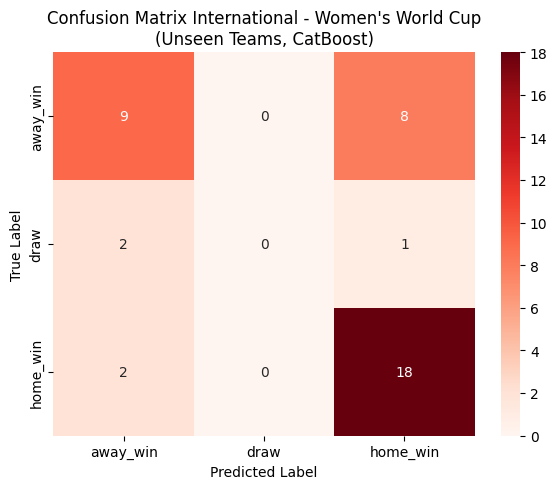 Confusion Matrix International - Women's World Cup
(Unseen Teams, CatBoost)
True Label
away_win
9
0
8
draw
2
0
1
home_win
2
0
18
away_win
draw
home_win
Predicted Label
18
16
14
12
10
8
6
4
2
0